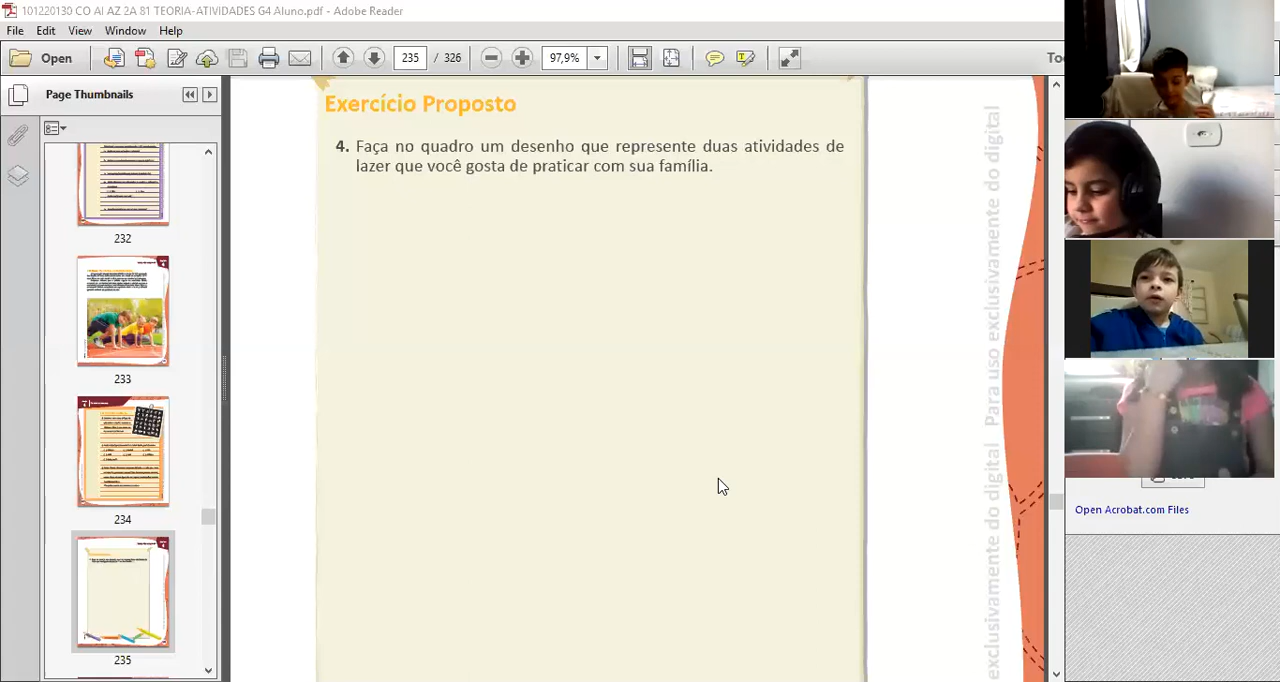 101220130 CO AI AZ 2A 81 TEORIA-ATIVIDADES G4 Aluno.pdf - Adobe Reader
File Edit View Window Help
Open 235 / 326 97,9%
Page Thumbnails
232
233
234
235
Exercício Proposto
4. Faça no quadro um desenho que represente duas atividades de
lazer que você gosta de praticar com sua família.
exclusivamente do digital Para uso exclusivamente do digital
Open Acrobat.com Files